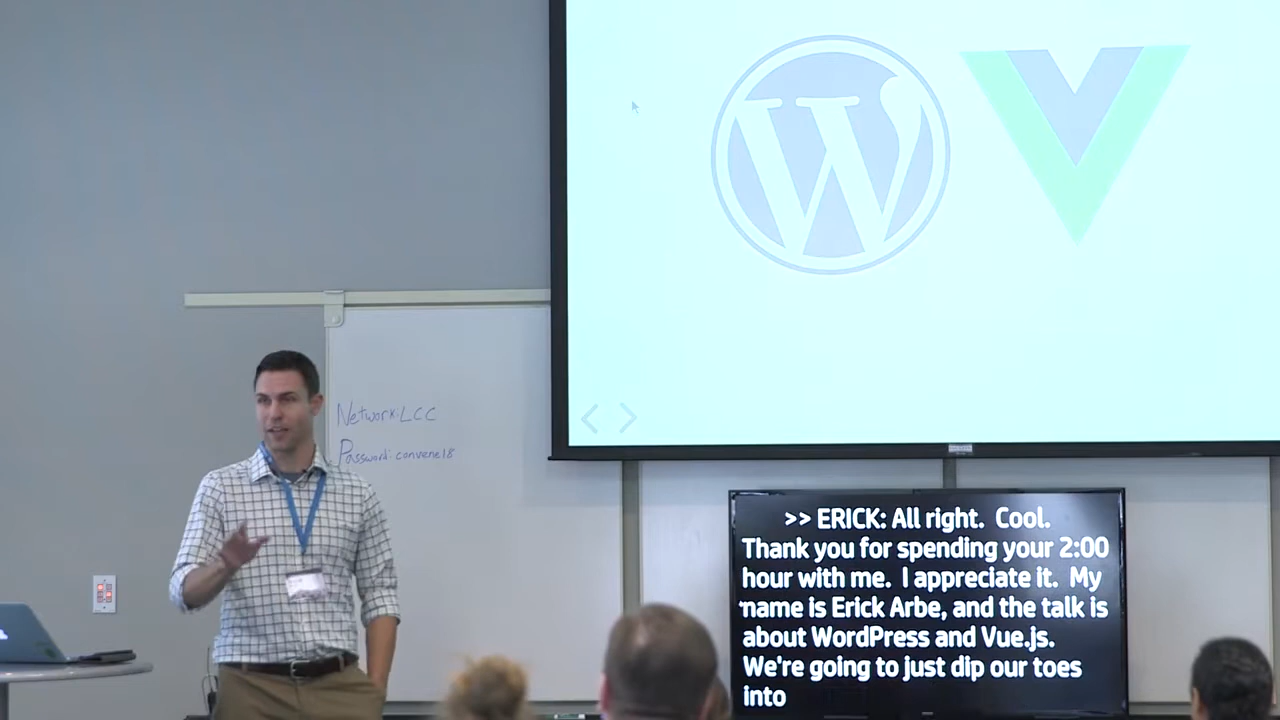 W
Network: LCC
Password: convene18
>> ERICK: All right. Cool.
Thank you for spending your 2:00
hour with me. I appreciate it. My
name is Erick Arbe, and the talk is
about WordPress and Vue.js.
We're going to just dip our toes
into